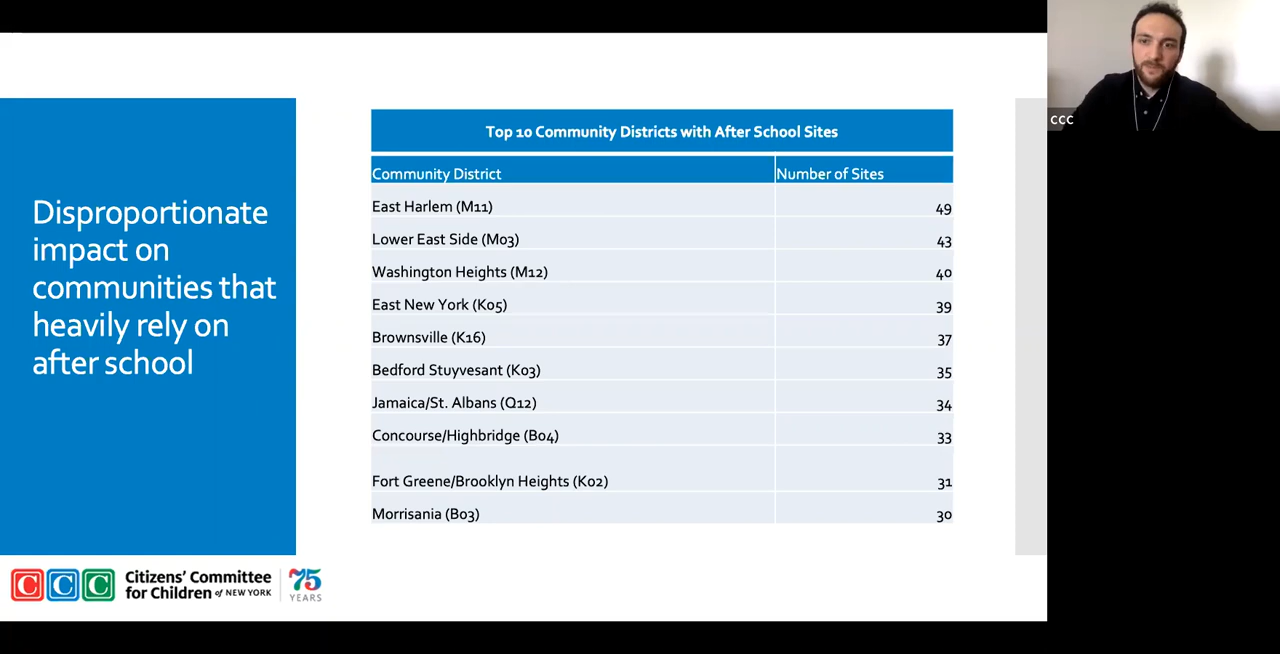 Disproportionate
impact on
communities that
heavily rely on
after school
Top 10 Community Districts with After School Sites
Community District Number of Sites
East Harlem (M11) 49
Lower East Side (M03) 43
Washington Heights (M12) 40
East New York (K05) 39
Brownsville (K16) 37
Bedford Stuyvesant (K03) 35
Jamaica/St. Albans (Q12) 34
Concourse/Highbridge (B04) 33
Fort Greene/Brooklyn Heights (K02) 31
Morrisania (B03) 30
CCC
Citizens' Committee
for Children of NEW YORK
75
YEARS
CCC